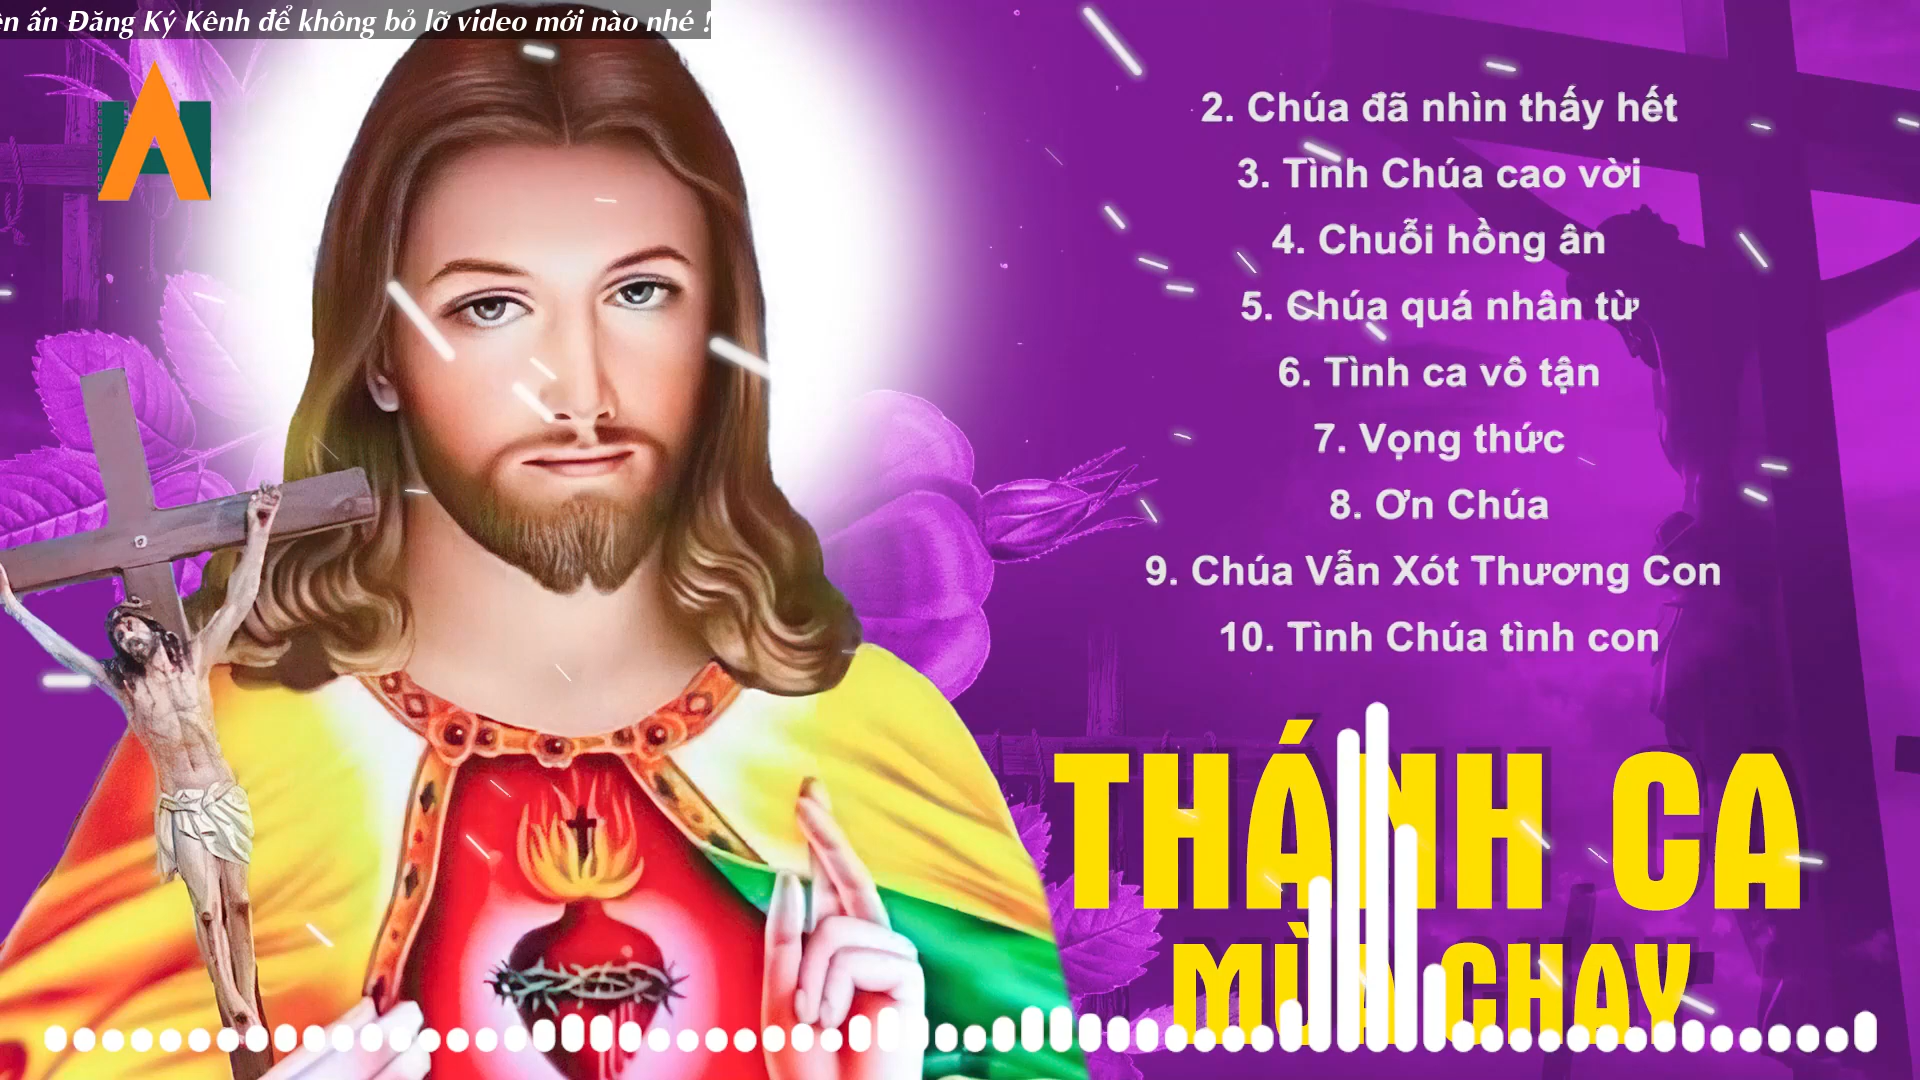 ấn Đăng Ký Kênh để không bỏ lỡ video mới nào nhé !
2. Chúa đã nhìn thấy hết
3. Tình Chúa cao vời
4. Chuỗi hồng ân
5. Chúa quá nhân từ
6. Tình ca vô tận
7. Vọng thức
8. Ơn Chúa
9. Chúa Vẫn Xót Thương Con
10. Tình Chúa tình con
THÁNH CA
MÙA CHAY